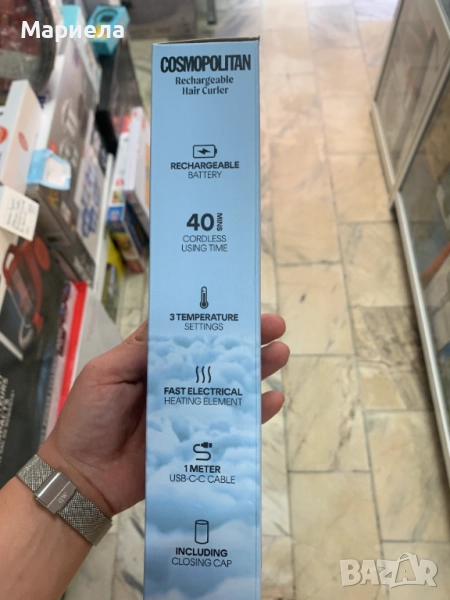 Мариела
COSMOPOLITAN
Rechargeable
Hair Curler
RECHARGEABLE
BATTERY
40 MINS
CORDLESS
USING TIME
3 TEMPERATURE
SETTINGS
FAST ELECTRICAL
HEATING ELEMENT
1 METER
USB-C-C CABLE
INCLUDING
CLOSING CAP
BAZAR